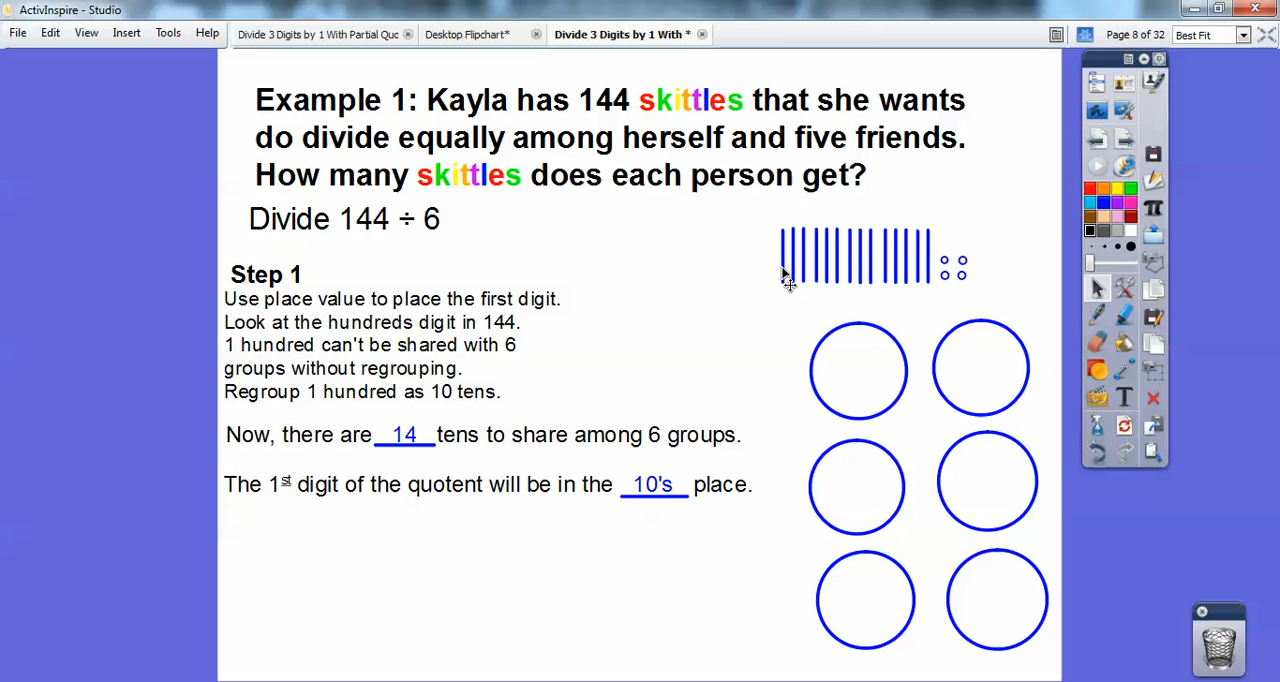 ActivInspire - Studio
File Edit View Insert Tools Help
Divide 3 Digits by 1 With Partial Quc Desktop Flipchart* Divide 3 Digits by 1 With *
Page 8 of 32 Best Fit
Example 1: Kayla has 144 skittles that she wants
do divide equally among herself and five friends.
How many skittles does each person get?
Divide 144 ÷ 6
Step 1
Use place value to place the first digit.
Look at the hundreds digit in 144.
1 hundred can't be shared with 6
groups without regrouping.
Regroup 1 hundred as 10 tens.
Now, there are 14 tens to share among 6 groups.
The 1st digit of the quotent will be in the 10's place.